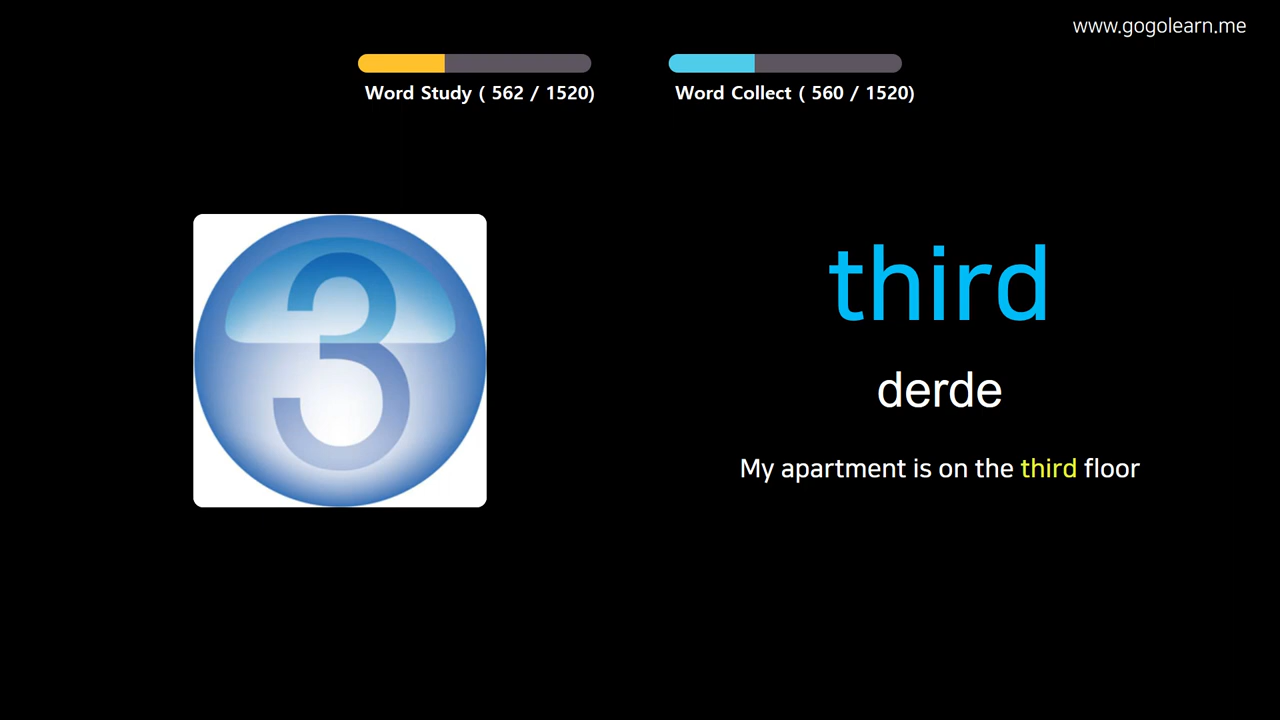 www.gogolearn.me
Word Study ( 562 / 1520)
Word Collect ( 560 / 1520)
3
third
derde
My apartment is on the third floor